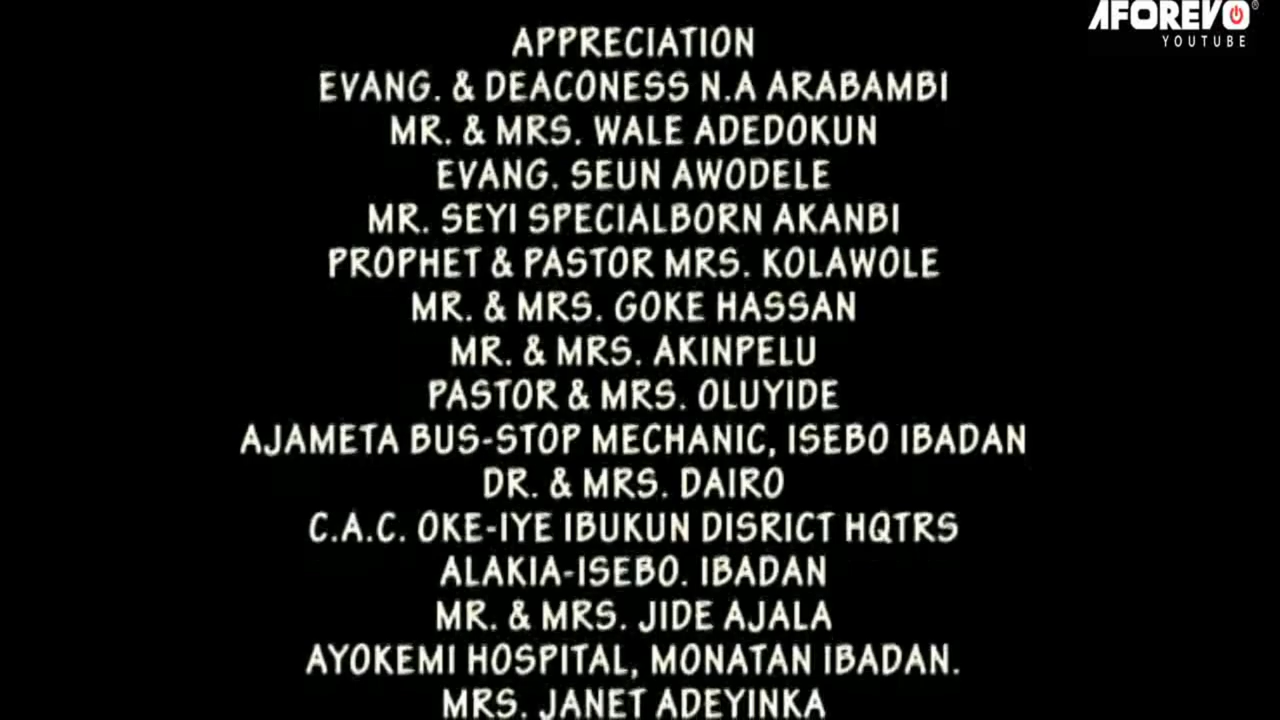 AFOREVO®
YOUTUBE
APPRECIATION
EVANG. & DEACONESS N.A ARABAMBI
MR. & MRS. WALE ADEDOKUN
EVANG. SEUN AWODELE
MR. SEYI SPECIALBORN AKANBI
PROPHET & PASTOR MRS. KOLAWOLE
MR. & MRS. GOKE HASSAN
MR. & MRS. AKINPELU
PASTOR & MRS. OLUYIDE
AJAMETA BUS-STOP MECHANIC, ISEBO IBADAN
DR. & MRS. DAIRO
C.A.C. OKE-IYE IBUKUN DISRICT HQTRS
ALAKIA-ISEBO. IBADAN
MR. & MRS. JIDE AJALA
AYOKEMI HOSPITAL, MONATAN IBADAN.
MRS. JANET ADEYINKA